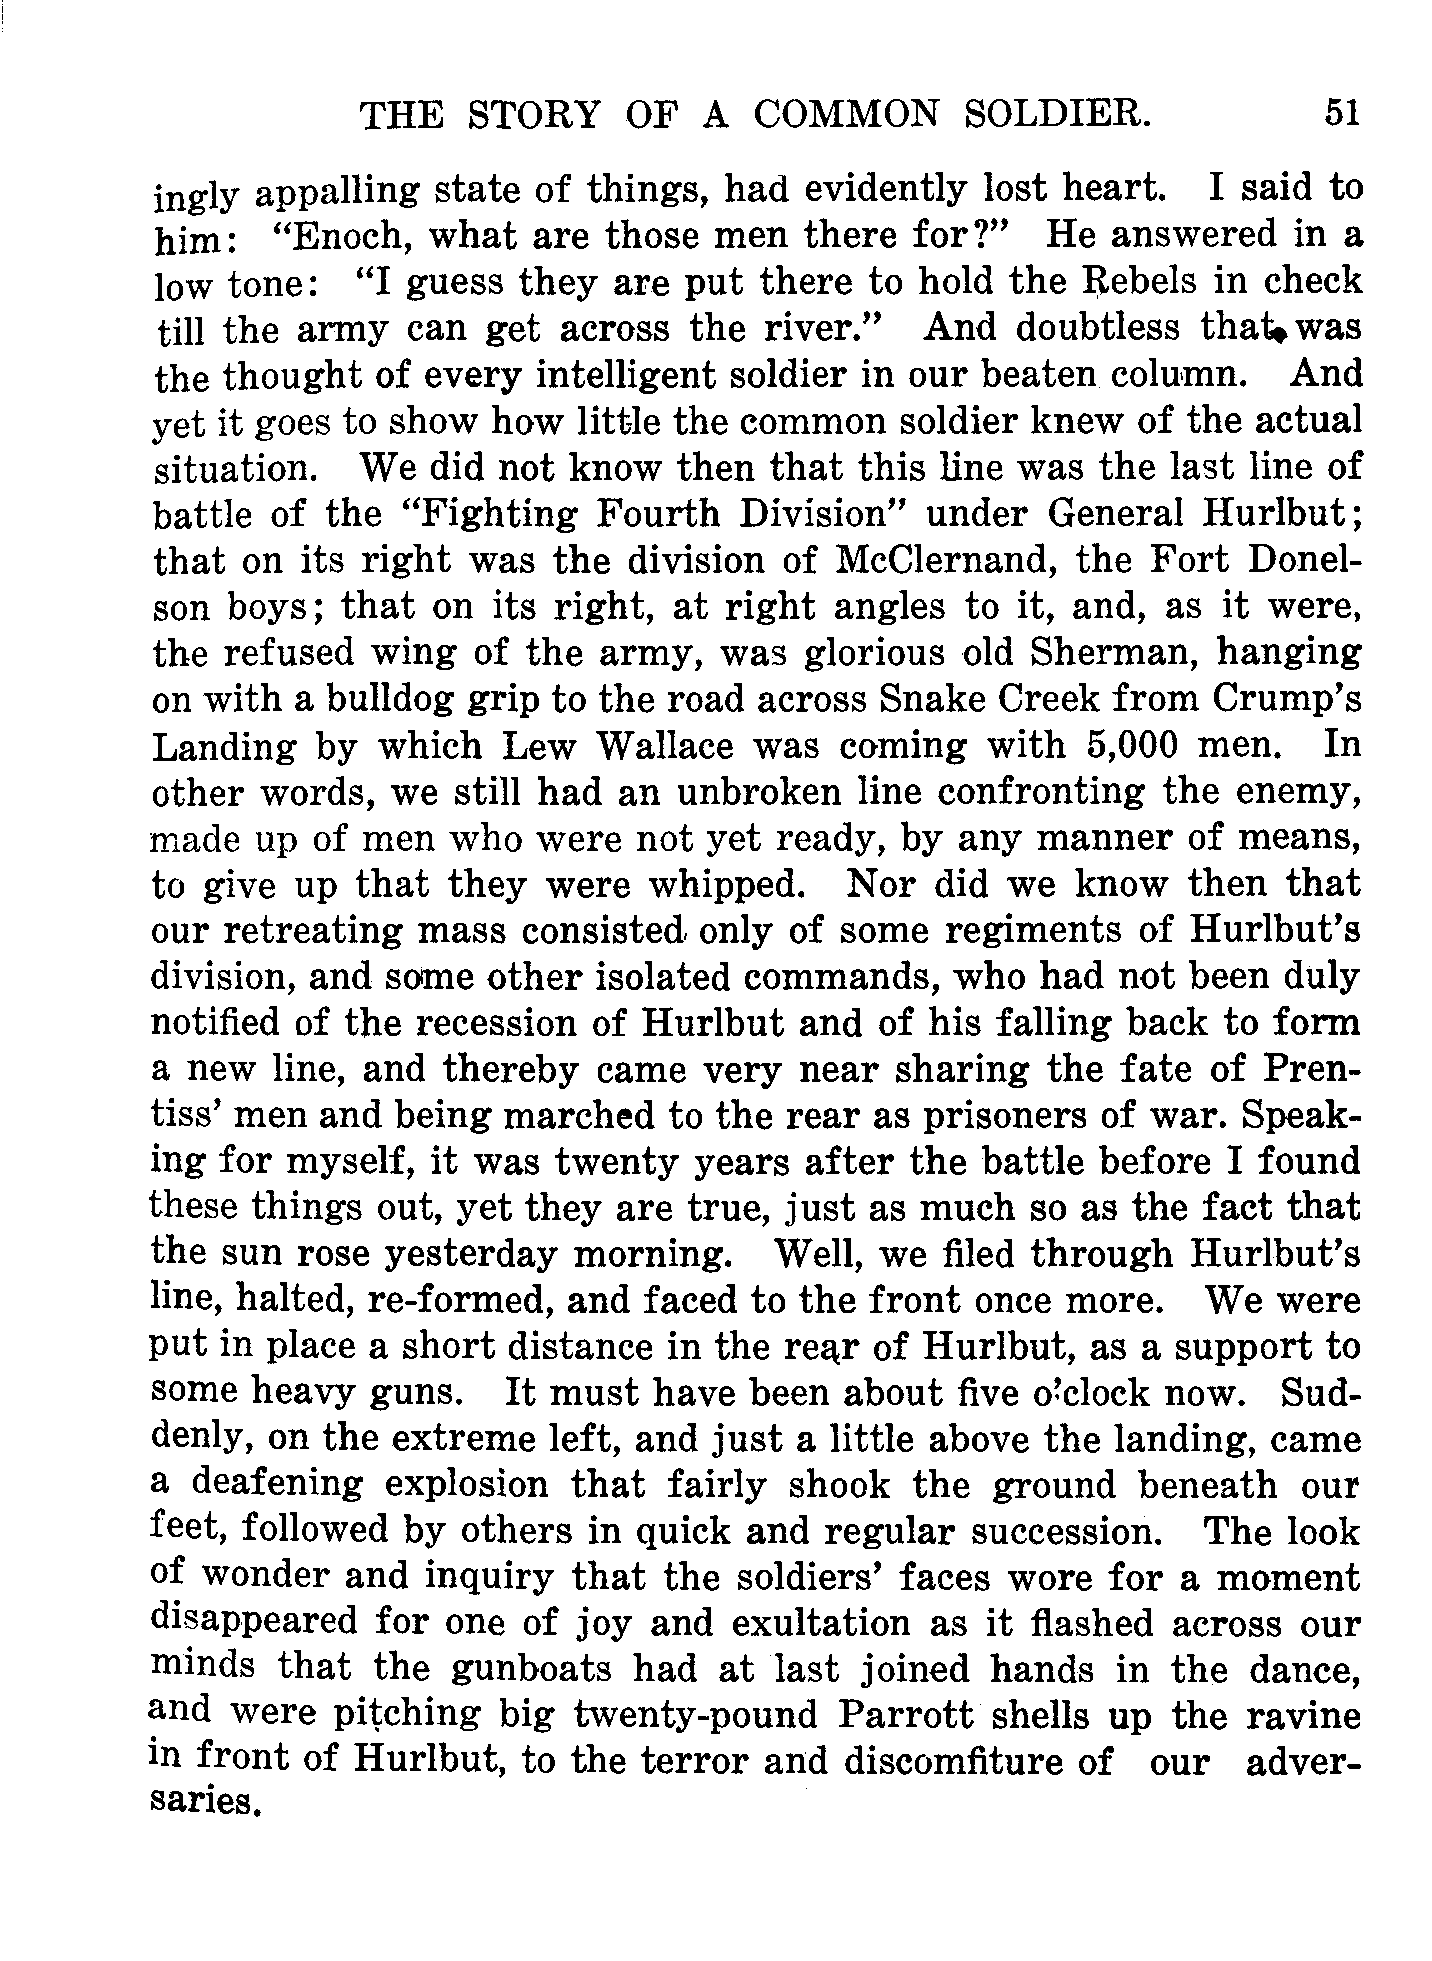 THE STORY OF A COMMON SOLDIER. 51
ingly appalling state of things, had evidently lost heart. I said to
him: "Enoch, what are those men there for?" He answered in a
low tone: "I guess they are put there to hold the Rebels in check
till the army can get across the river." And doubtless that was
the thought of every intelligent soldier in our beaten column. And
yet it goes to show how little the common soldier knew of the actual
situation. We did not know then that this line was the last line of
battle of the "Fighting Fourth Division" under General Hurlbut;
that on its right was the division of McClernand, the Fort Donel-
son boys; that on its right, at right angles to it, and, as it were,
the refused wing of the army, was glorious old Sherman, hanging
on with a bulldog grip to the road across Snake Creek from Crump's
Landing by which Lew Wallace was coming with 5,000 men. In
other words, we still had an unbroken line confronting the enemy,
made up of men who were not yet ready, by any manner of means,
to give up that they were whipped. Nor did we know then that
our retreating mass consisted only of some regiments of Hurlbut's
division, and some other isolated commands, who had not been duly
notified of the recession of Hurlbut and of his falling back to form
a new line, and thereby came very near sharing the fate of Pren-
tiss' men and being marched to the rear as prisoners of war. Speak-
ing for myself, it was twenty years after the battle before I found
these things out, yet they are true, just as much so as the fact that
the sun rose yesterday morning. Well, we filed through Hurlbut's
line, halted, re-formed, and faced to the front once more. We were
put in place a short distance in the rear of Hurlbut, as a support to
some heavy guns. It must have been about five o'clock now. Sud-
denly, on the extreme left, and just a little above the landing, came
a deafening explosion that fairly shook the ground beneath our
feet, followed by others in quick and regular succession. The look
of wonder and inquiry that the soldiers' faces wore for a moment
disappeared for one of joy and exultation as it flashed across our
minds that the gunboats had at last joined hands in the dance,
and were pitching big twenty-pound Parrott shells up the ravine
in front of Hurlbut, to the terror and discomfiture of our adver-
saries.